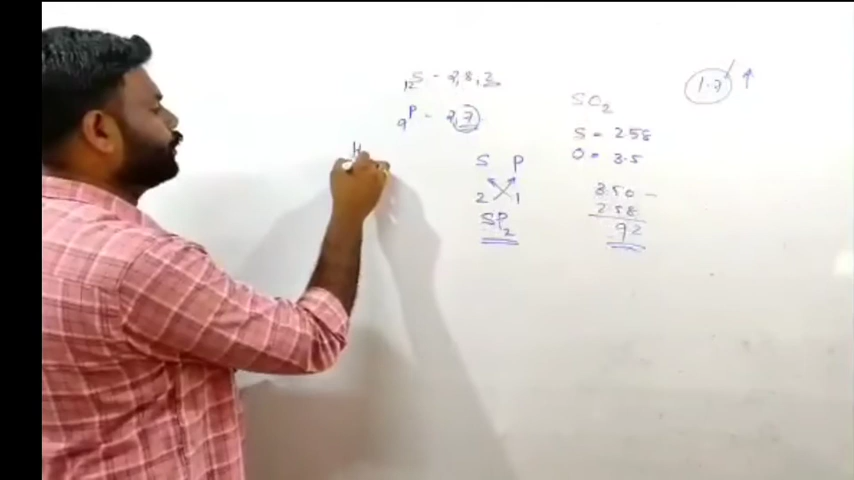 12S - 2,8,2
9P - 2,7
H
S P
2 1
SP2
SO2
S = 2.58
O = 3.5
3.50 -
2.58
92
1.7 ↑